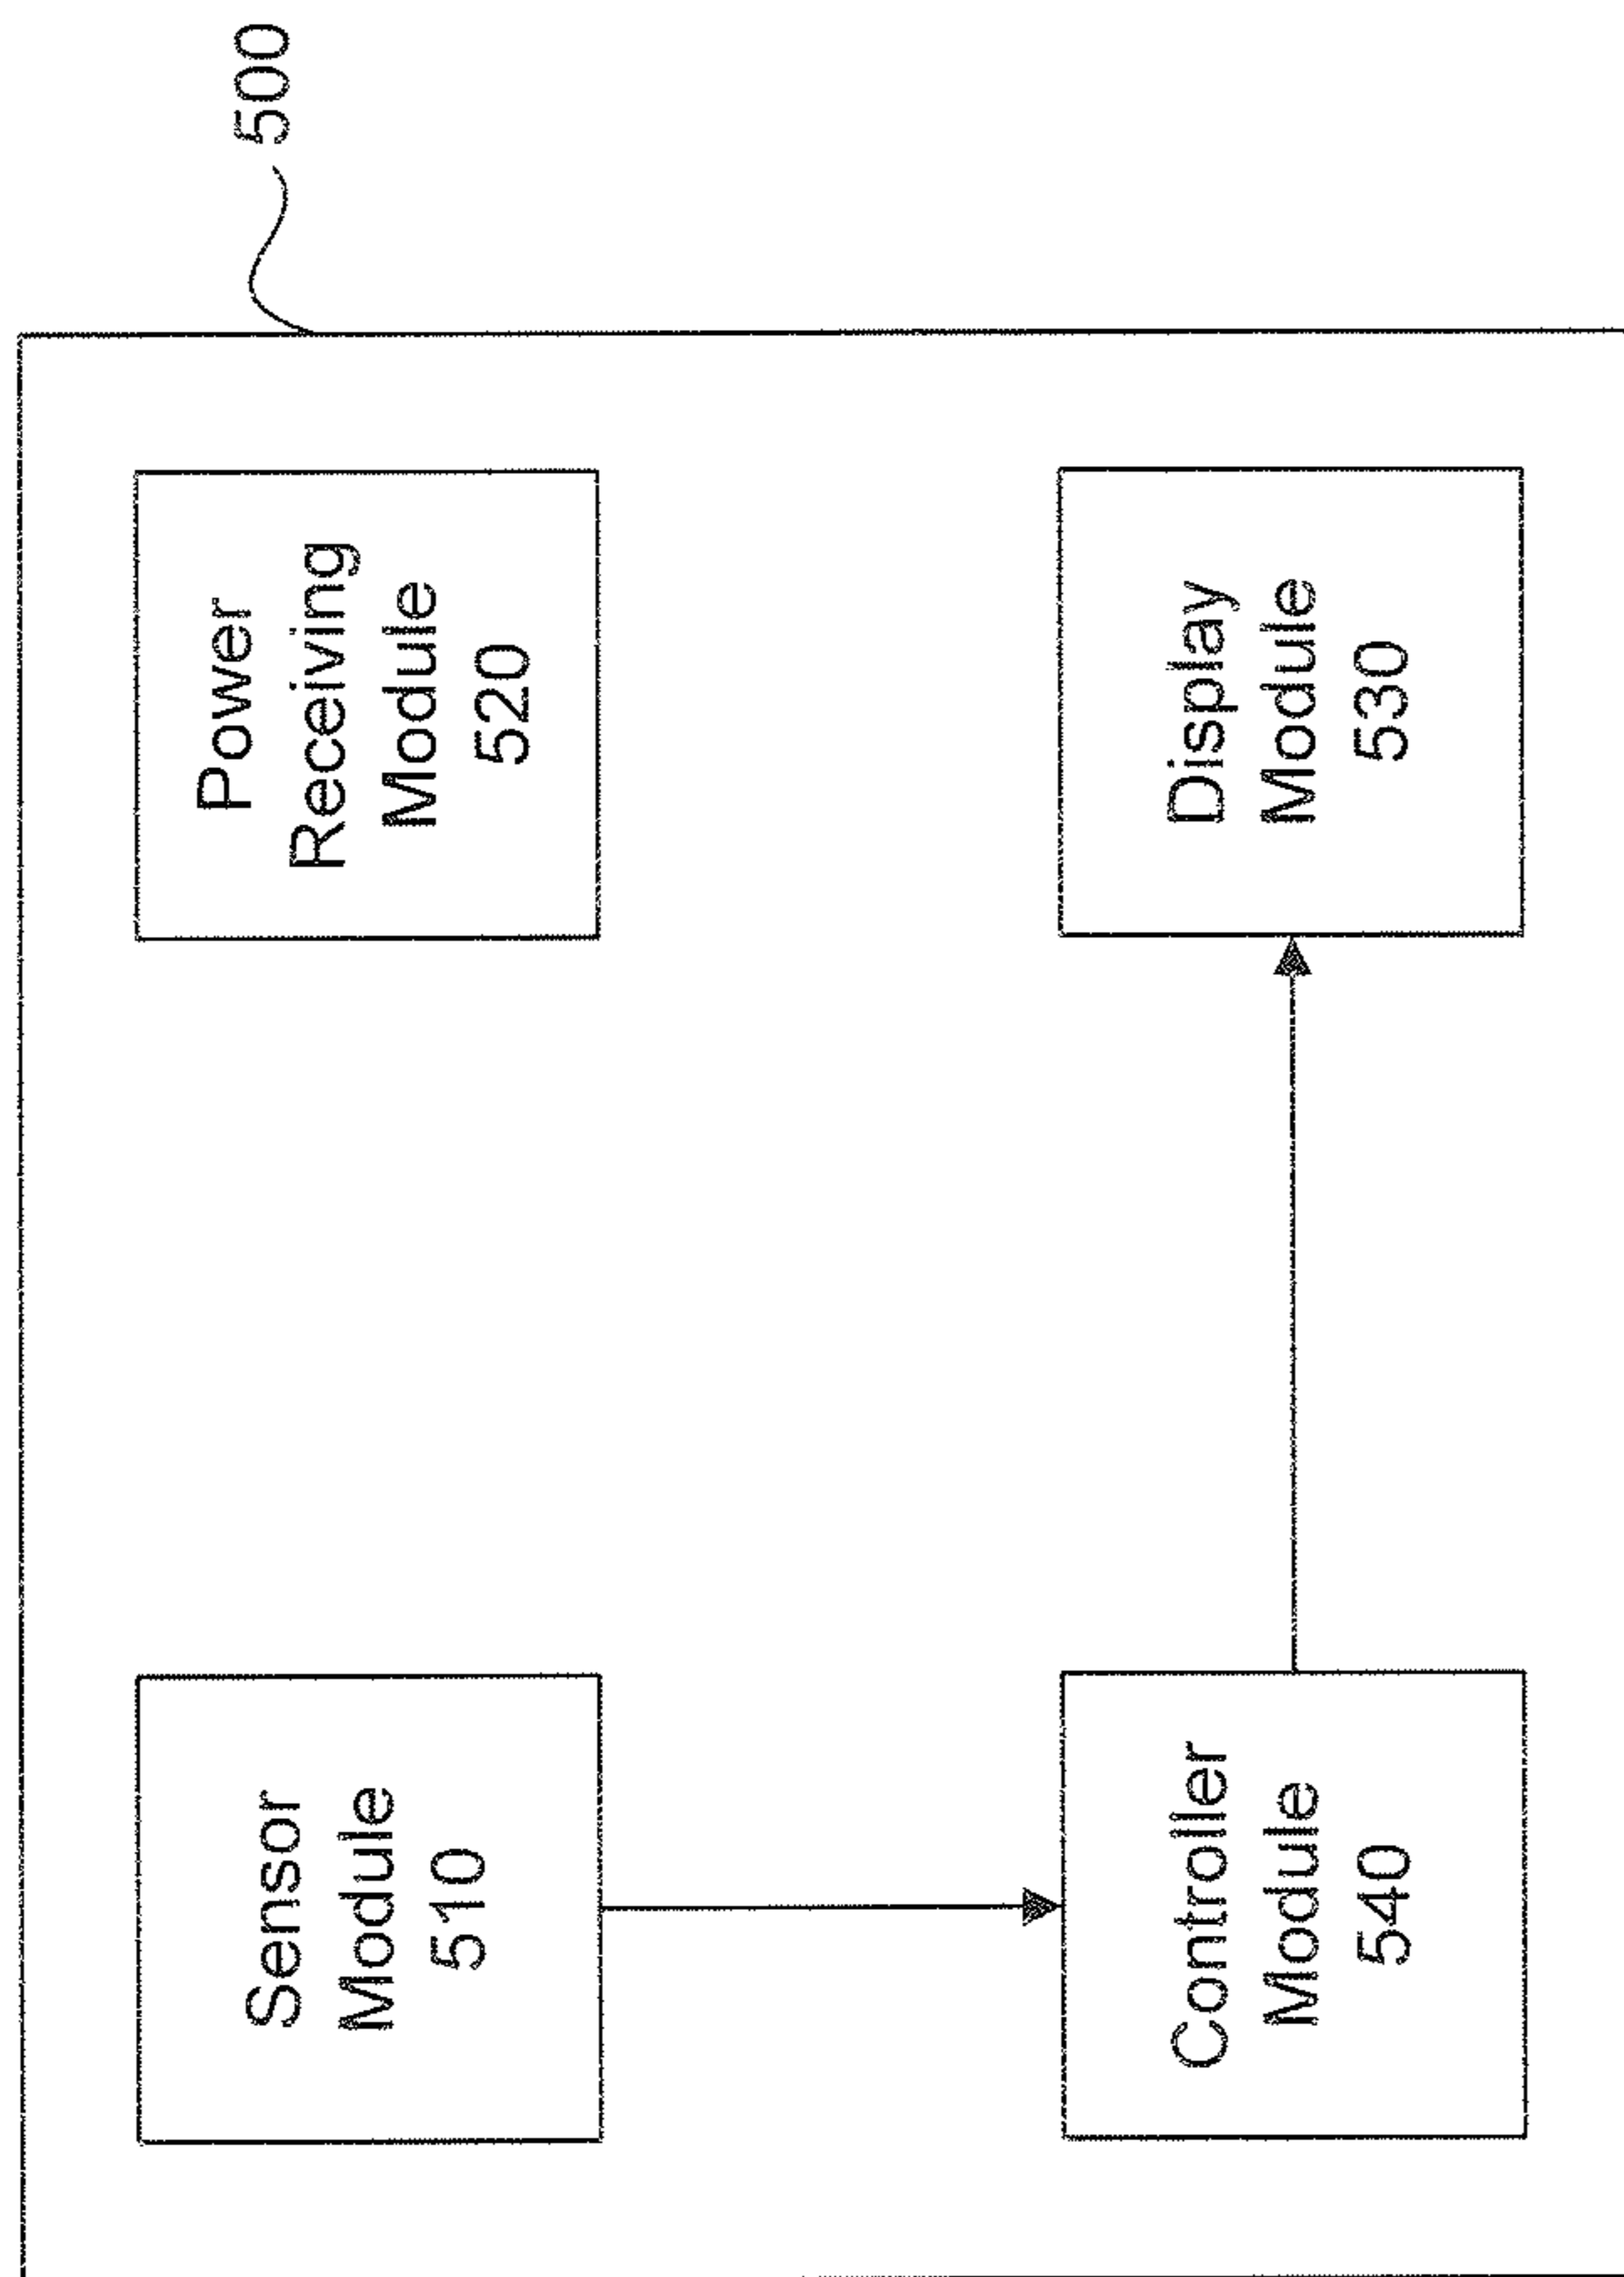 500
Sensor
Module
510
Power
Receiving
Module
520
Controller
Module
540
Display
Module
530